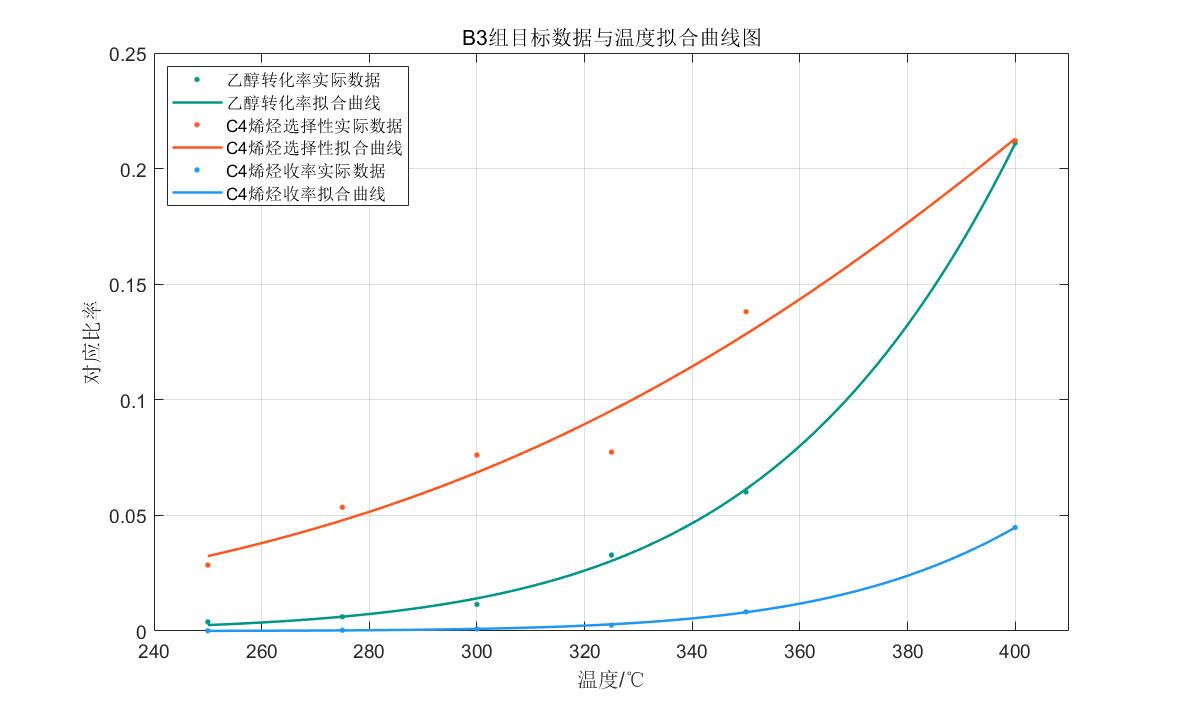 B3组目标数据与温度拟合曲线图
0.25
乙醇转化率实际数据
乙醇转化率拟合曲线
C4烯烃选择性实际数据
C4烯烃选择性拟合曲线
C4烯烃收率实际数据
C4烯烃收率拟合曲线
0.2
0.15
0.1
0.05
0
对应比率
240 260 280 300 320 340 360 380 400
温度/℃